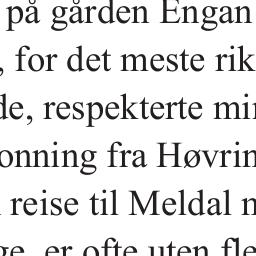 på gården Engan
, for det meste rik
de, respekterte min
onning fra Høvrin
reise til Meldal
ge, er ofte uten fle